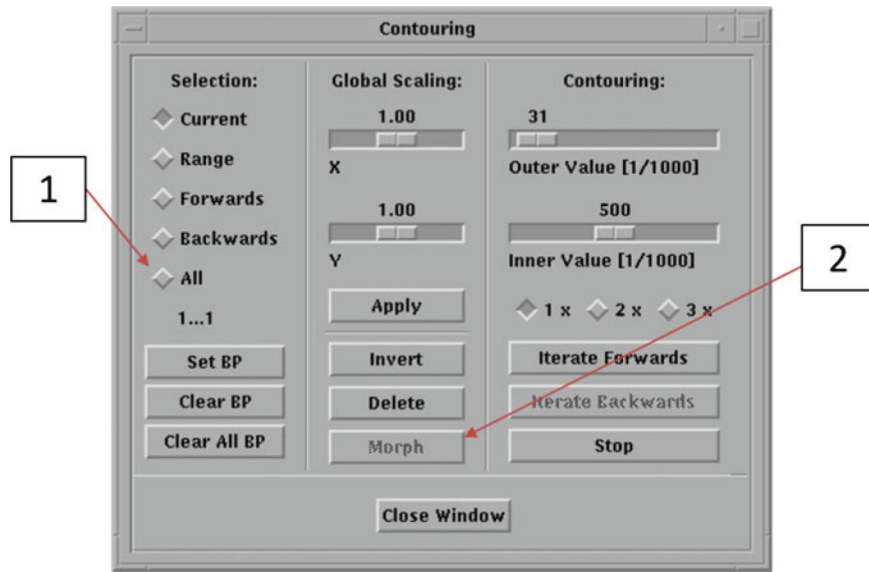 Contouring
Selection:
Current
Range
Forwards
Backwards
All
1...1
Set BP
Clear BP
Clear All BP
Global Scaling:
1.00
X
1.00
Y
Apply
Invert
Delete
Morph
Contouring:
31
Outer Value [1/1000]
500
Inner Value [1/1000]
1 x 2 x 3 x
Iterate Forwards
Iterate Backwards
Stop
Close Window
1
2